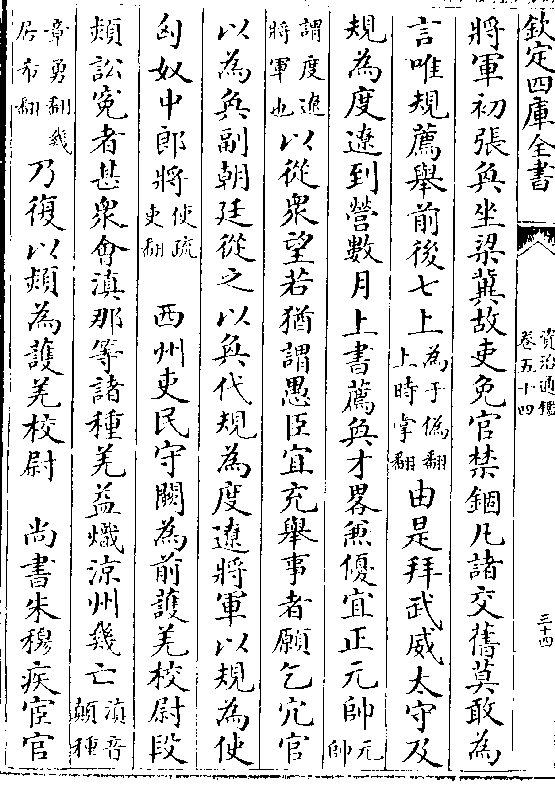 欽定四庫全書
資治通鑑
卷五十四
三十四
將軍初張奐坐梁冀故吏免官禁錮凡諸交舊莫敢為
言唯規薦舉前後七上為于偽翻上時掌翻由是拜武威太守及
規為度遼到營數月上書薦奐才畧兼優宜正元帥元帥
謂度遼將軍也以從衆望若猶謂愚臣宜充舉事者願乞冗官
以為奐副朝廷從之以奐代規為度遼將軍以規為使
匈奴中郎將使疏吏翻 西州吏民守闕為前護羌校尉段
熲訟寃者甚衆會滇那等諸種羌益熾涼州幾亡滇音顛種
章勇翻幾居希翻乃復以熲為護羌校尉 尚書朱穆疾宦官